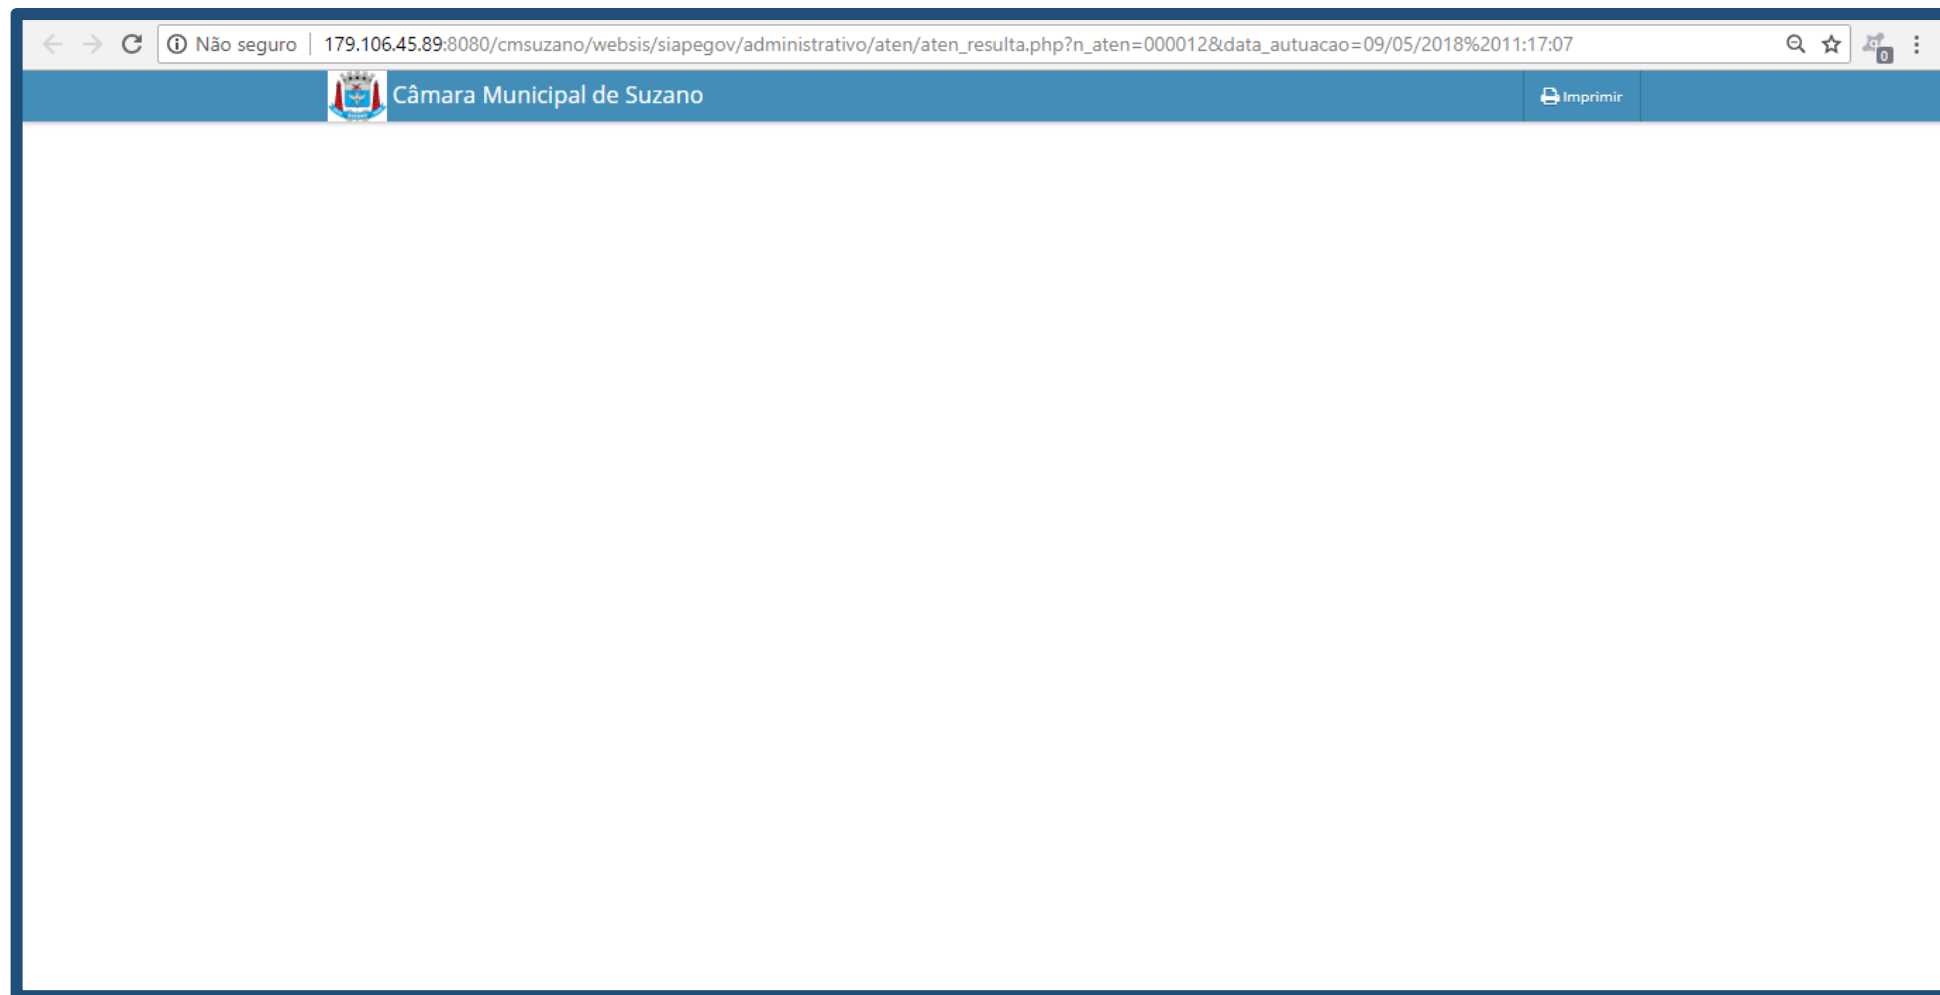 Não seguro | 179.106.45.89:8080/cmsuzano/websis/siapegov/administrativo/aten/aten_resulta.php?n_aten=000012&data_autuacao=09/05/2018%2011:17:07
0
Câmara Municipal de Suzano
Imprimir